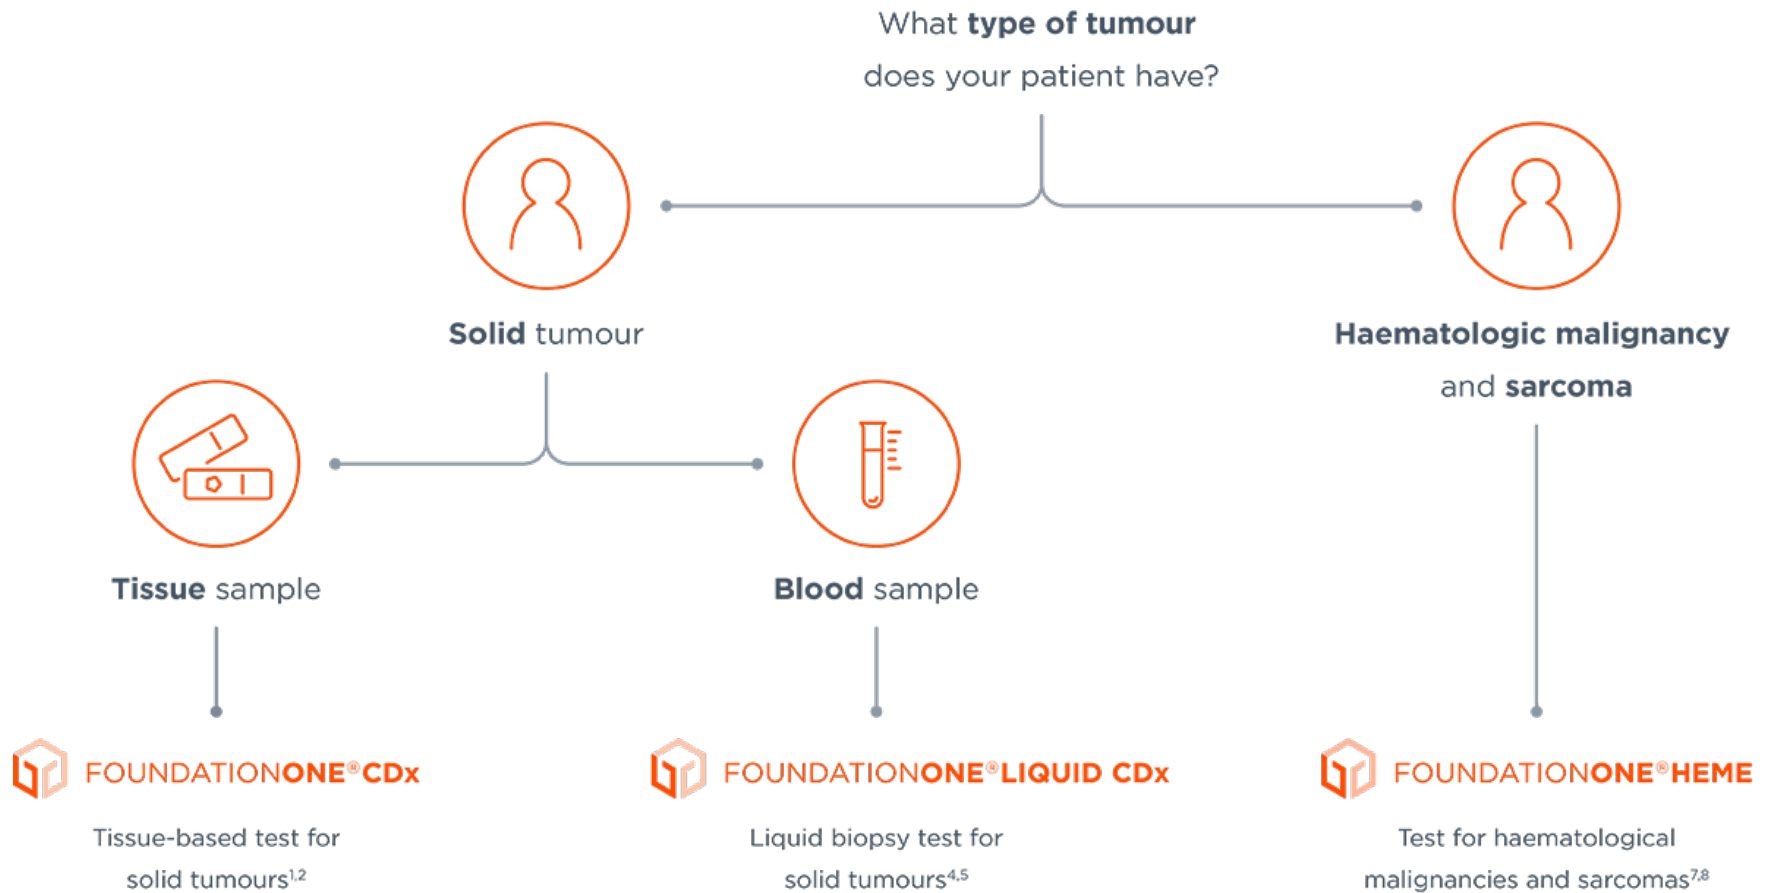 What type of tumour
does your patient have?
Solid tumour
Haematologic malignancy
and sarcoma
Tissue sample
Blood sample
FOUNDATIONONE®CDx
FOUNDATIONONE®LIQUID CDx
FOUNDATIONONE®HEME
Tissue-based test for
solid tumours1,2
Liquid biopsy test for
solid tumours4,5
Test for haematological
malignancies and sarcomas7,8